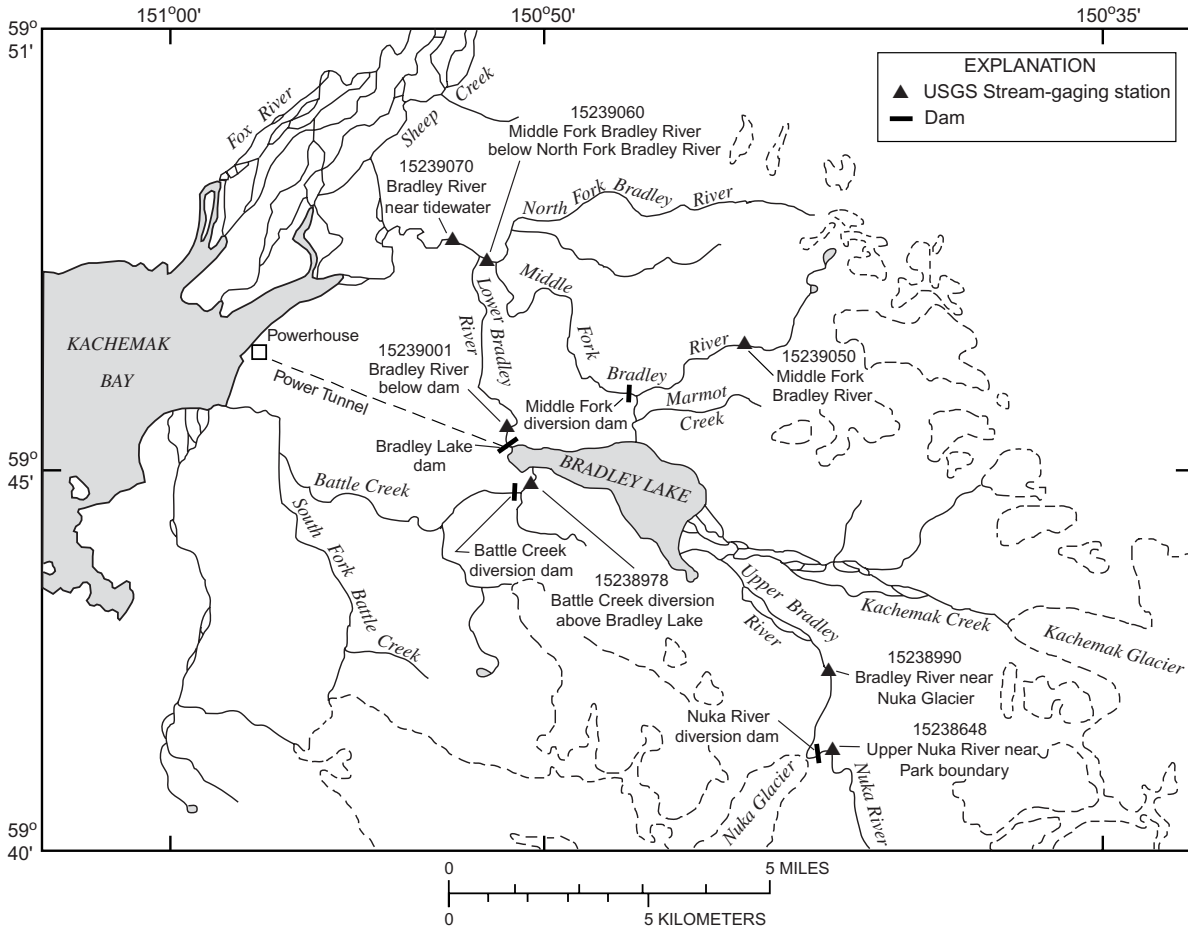 151°00'
150°50'
150°35'
59°
51'
EXPLANATION
USGS Stream-gaging station
Dam
Fox River
Sheep Creek
15239060
Middle Fork Bradley River
below North Fork Bradley River
15239070
Bradley River
near tidewater
North Fork Bradley River
Middle Fork Bradley River
Lower Bradley
River
KACHEMAK
BAY
Powerhouse
Power Tunnel
15239001
Bradley River
below dam
15239050
Middle Fork
Bradley River
Marmot
Creek
Middle Fork
diversion dam
Bradley Lake
dam
BRADLEY LAKE
59°
45'
Battle Creek
South Fork Battle Creek
Battle Creek
diversion dam
15238978
Battle Creek diversion
above Bradley Lake
Upper Bradley
River
Kachemak Creek
Kachemak Glacier
15238990
Bradley River near
Nuka Glacier
Nuka River
diversion dam
15238648
Upper Nuka River near
Park boundary
Nuka Glacier
Nuka River
59°
40'
0 5 MILES
0 5 KILOMETERS